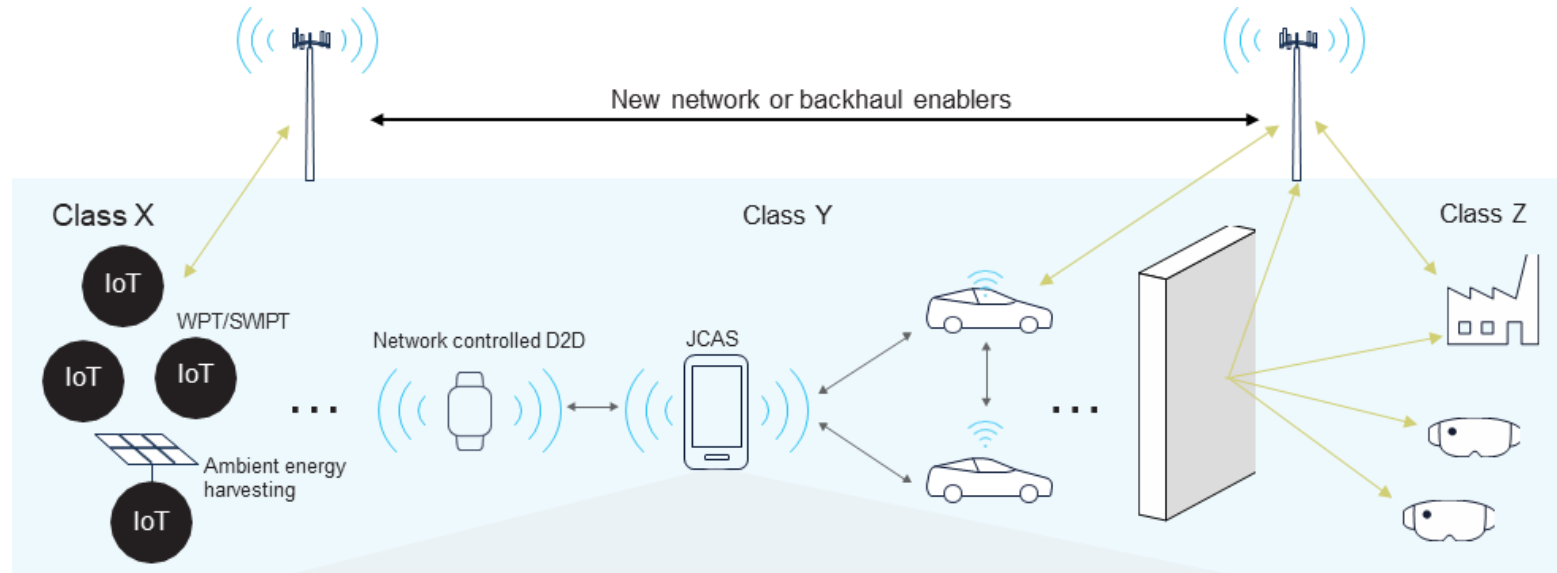 New network or backhaul enablers
Class X
Class Y
Class Z
IoT
WPT/SWIPT
IoT
IoT
Network controlled D2D
JCAS
...
...
Ambient energy
harvesting
IoT